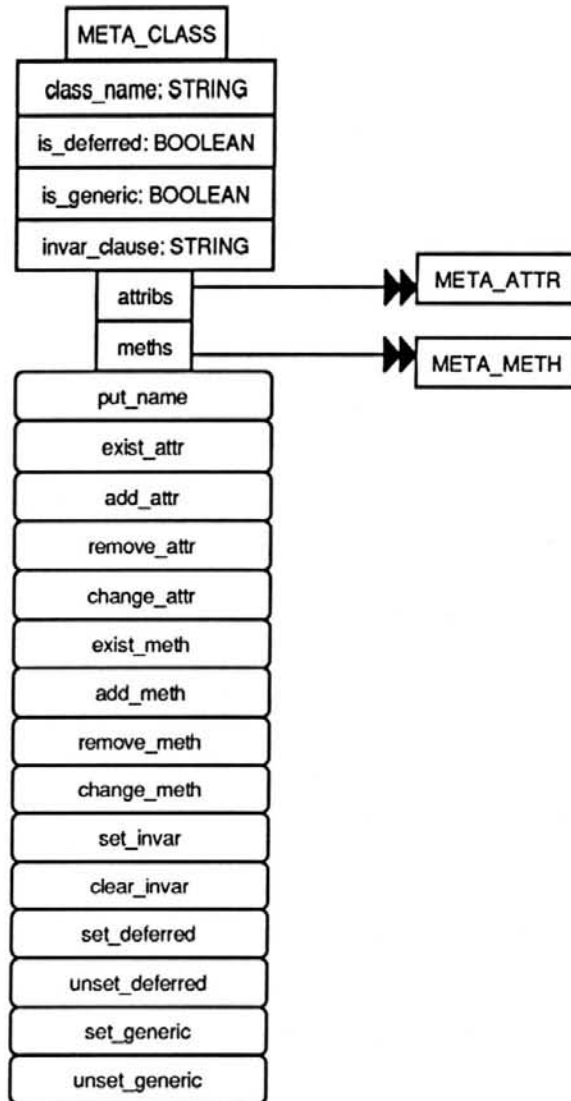 META_CLASS
class_name: STRING
is_deferred: BOOLEAN
is_generic: BOOLEAN
invar_clause: STRING
attribs
META_ATTR
meths
META_METH
put_name
exist_attr
add_attr
remove_attr
change_attr
exist_meth
add_meth
remove_meth
change_meth
set_invar
clear_invar
set_deferred
unset_deferred
set_generic
unset_generic